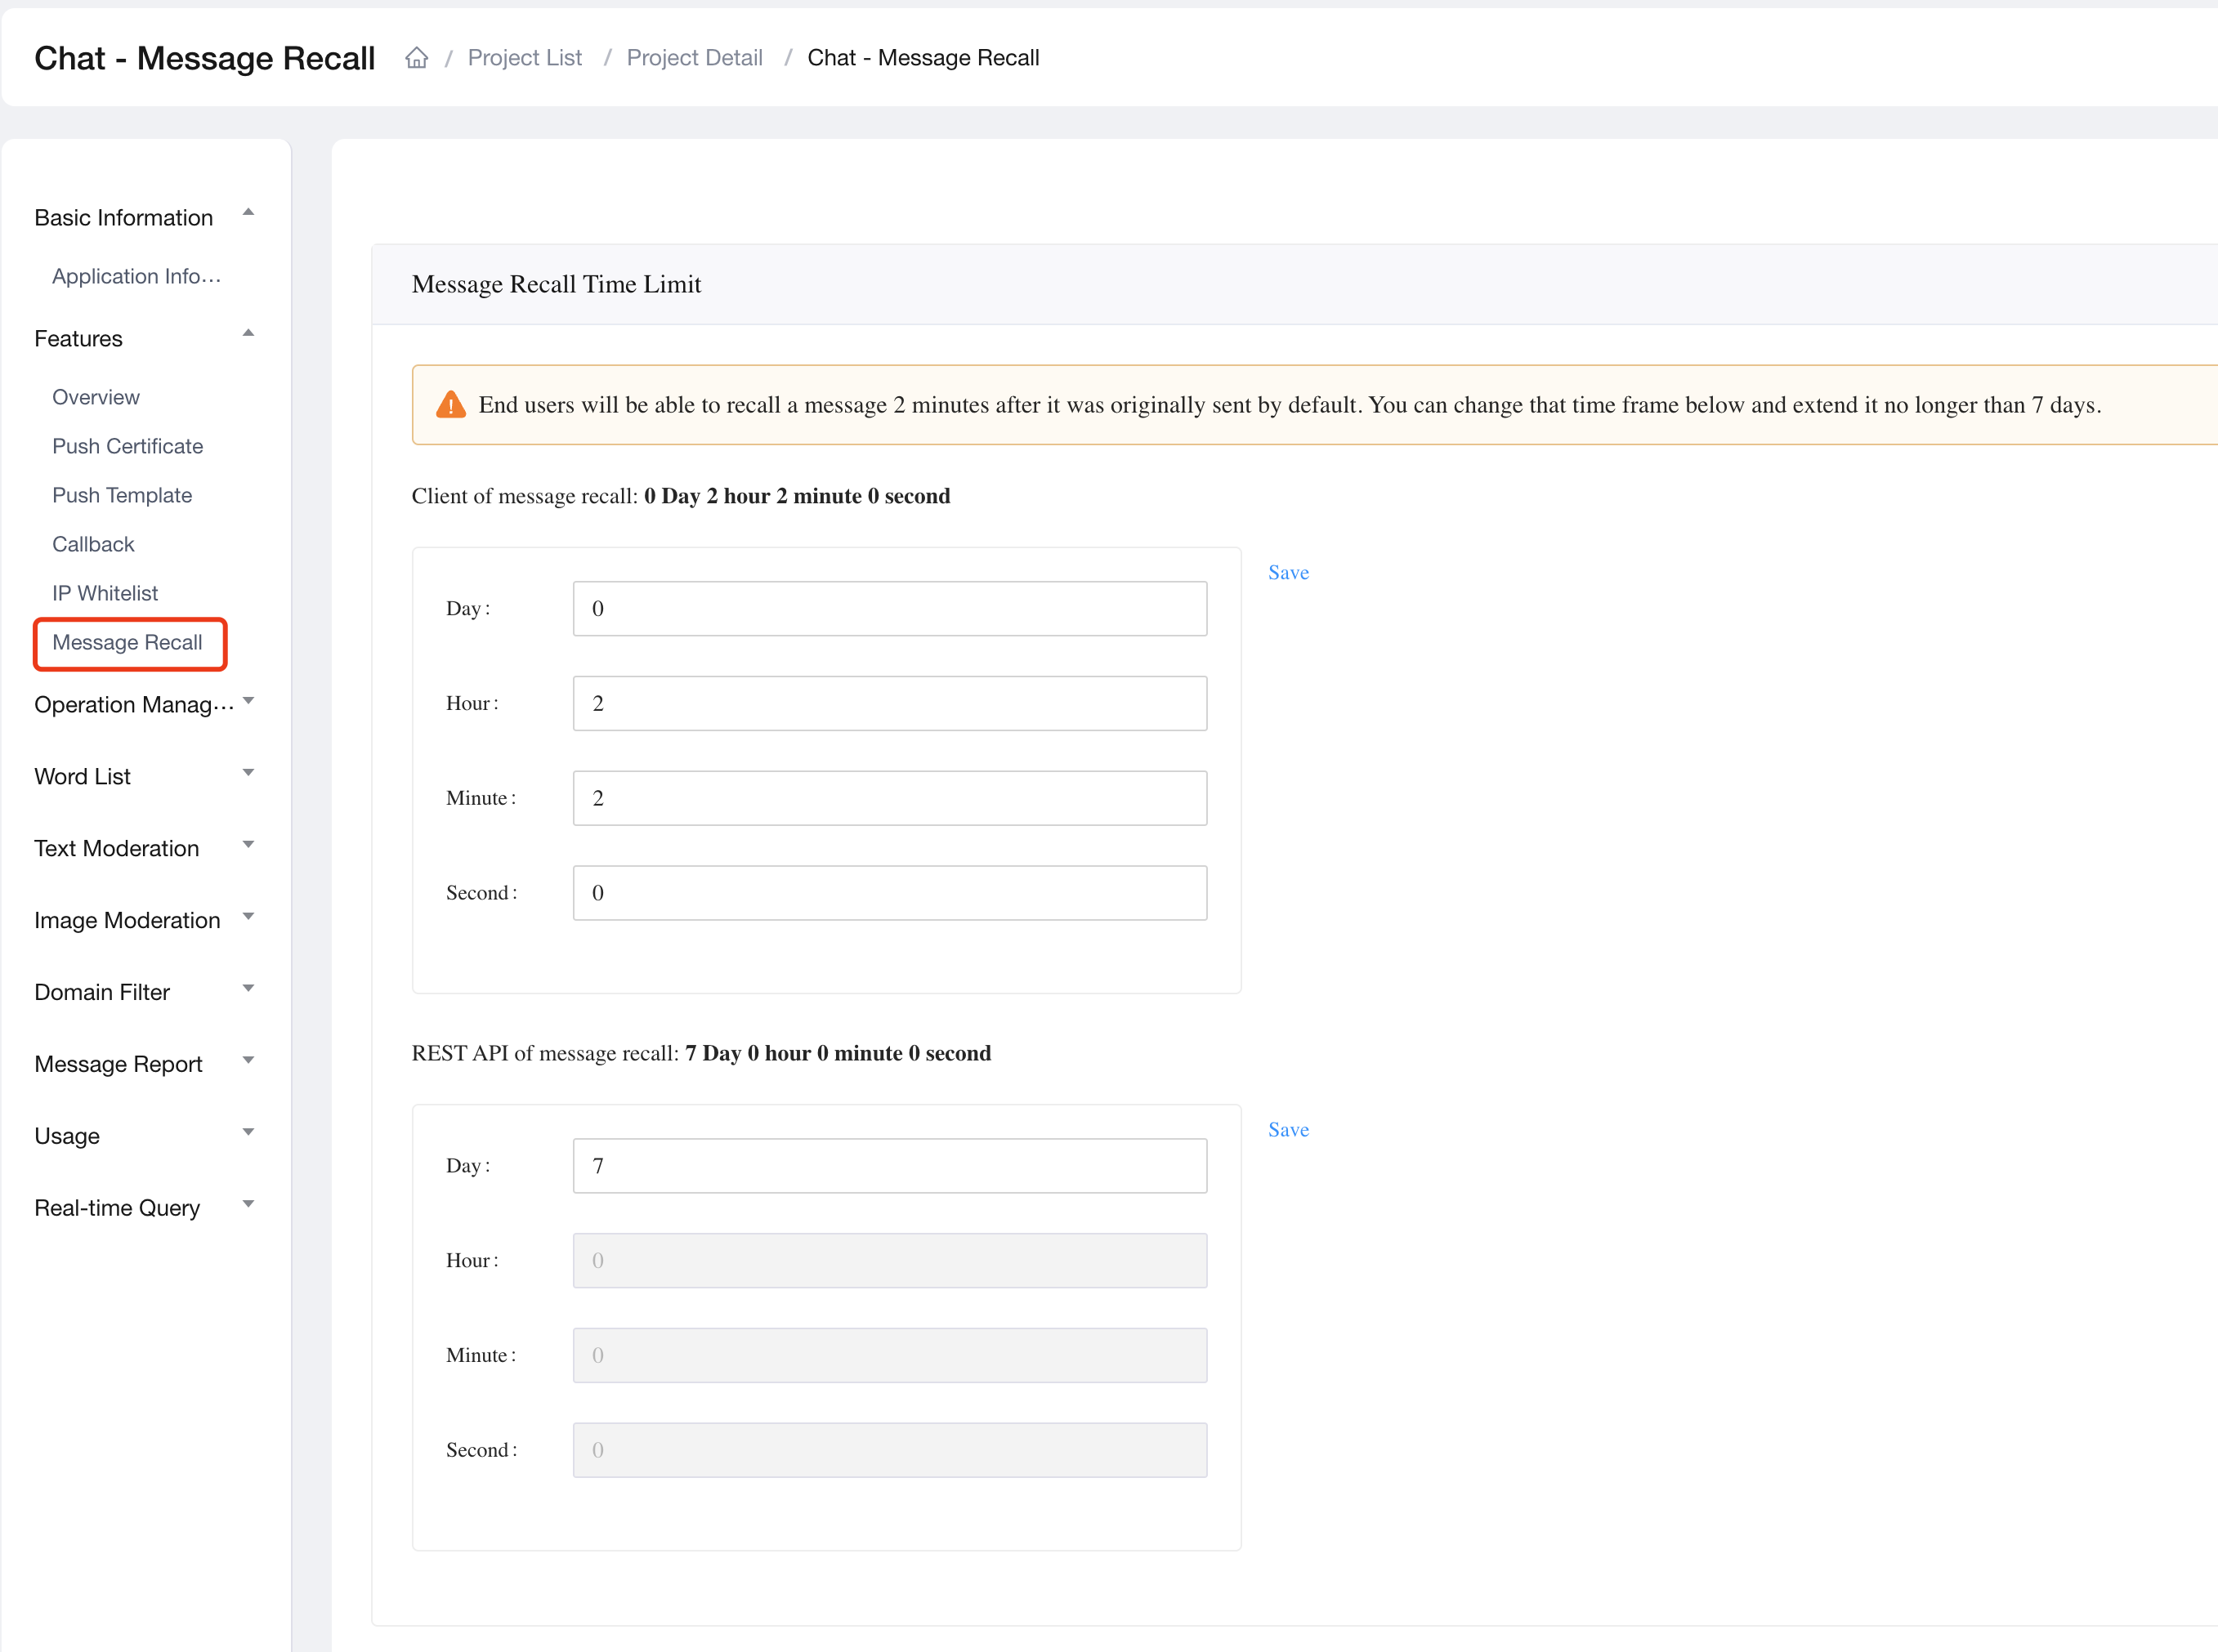 Chat - Message Recall / Project List / Project Detail / Chat - Message Recall
Basic Information
Application Info···
Features
Overview
Push Certificate
Push Template
Callback
IP Whitelist
Message Recall
Operation Manag···
Word List
Text Moderation
Image Moderation
Domain Filter
Message Report
Usage
Real-time Query
Message Recall Time Limit
End users will be able to recall a message 2 minutes after it was originally sent by default. You can change that time frame below and extend it no longer than 7 days.
Client of message recall: 0 Day 2 hour 2 minute 0 second
Day: 0
Save
Hour: 2
Minute: 2
Second: 0
REST API of message recall: 7 Day 0 hour 0 minute 0 second
Day: 7
Save
Hour: 0
Minute: 0
Second: 0